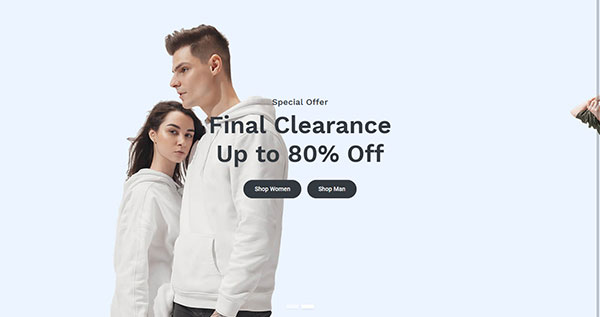 Special Offer
Final Clearance
Up to 80% Off
Shop Women
Shop Man